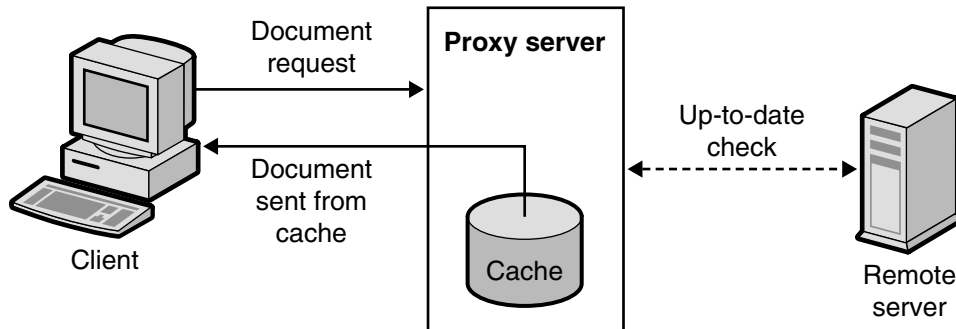 Document
request
Proxy server
Up-to-date
check
Document
sent from
cache
Client
Cache
Remote
server